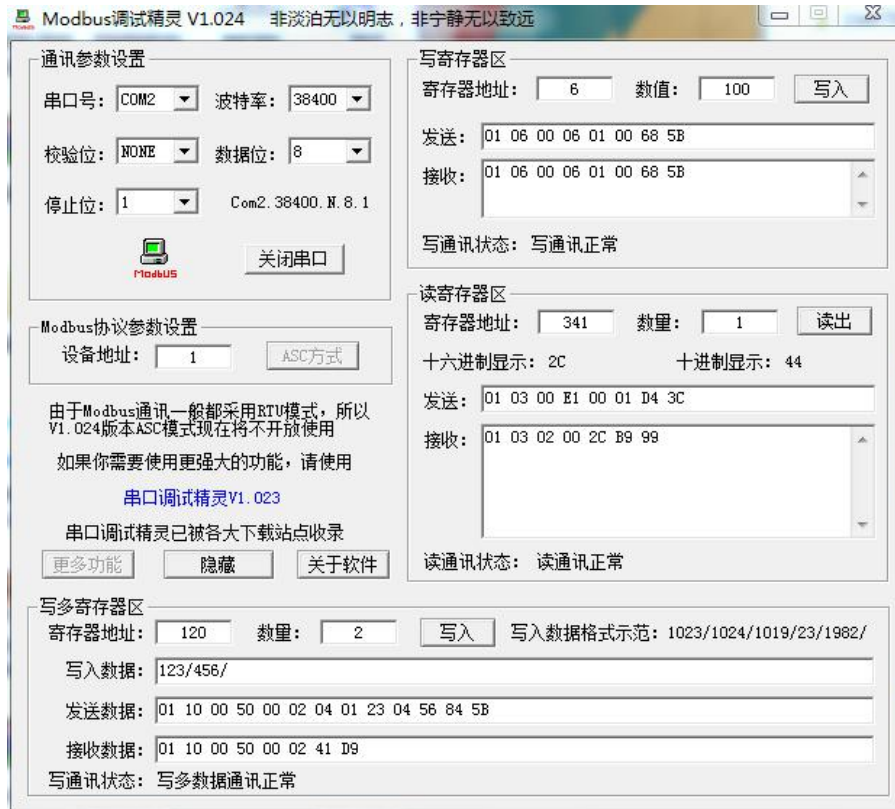 Modbus调试精灵 V1.024 非淡泊无以明志，非宁静无以致远
通讯参数设置
串口号： COM2 波特率： 38400
校验位： NONE 数据位： 8
停止位： 1 Com2.38400.N.8.1
Modbus
关闭串口
Modbus协议参数设置
设备地址： 1 ASC方式
由于Modbus通讯一般都采用RTU模式，所以
V1.024版本ASC模式现在将不开放使用
如果你需要使用更强大的功能，请使用
串口调试精灵V1.023
串口调试精灵已被各大下载站点收录
更多功能 隐藏 关于软件
写寄存器区
寄存器地址： 6 数值： 100 写入
发送： 01 06 00 06 01 00 68 5B
接收： 01 06 00 06 01 00 68 5B
写通讯状态： 写通讯正常
读寄存器区
寄存器地址： 341 数量： 1 读出
十六进制显示： 2C 十进制显示： 44
发送： 01 03 00 E1 00 01 D4 3C
接收： 01 03 02 00 2C B9 99
读通讯状态： 读通讯正常
写多寄存器区
寄存器地址： 120 数量： 2 写入 写入数据格式示范：1023/1024/1019/23/1982/
写入数据： 123/456/
发送数据： 01 10 00 50 00 02 04 01 23 04 56 84 5B
接收数据： 01 10 00 50 00 02 41 D9
写通讯状态： 写多数据通讯正常